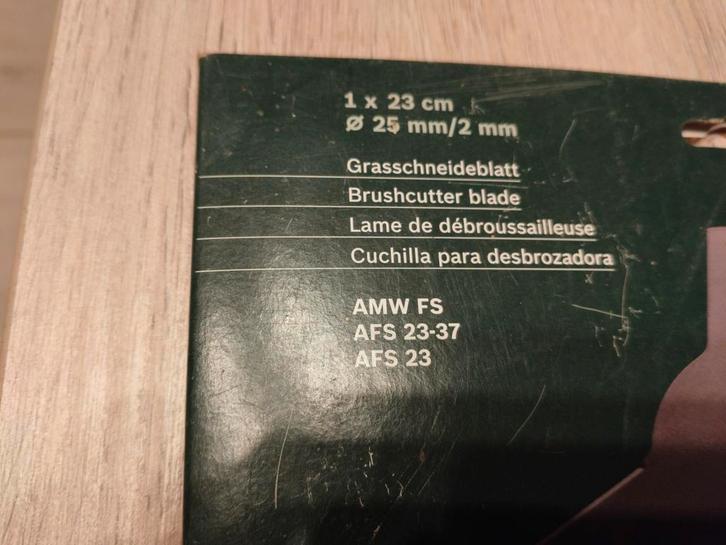 1 x 23 cm
Ø 25 mm/2 mm
Grasschneideblatt
Brushcutter blade
Lame de débroussailleuse
Cuchilla para desbrozadora
AMW FS
AFS 23-37
AFS 23